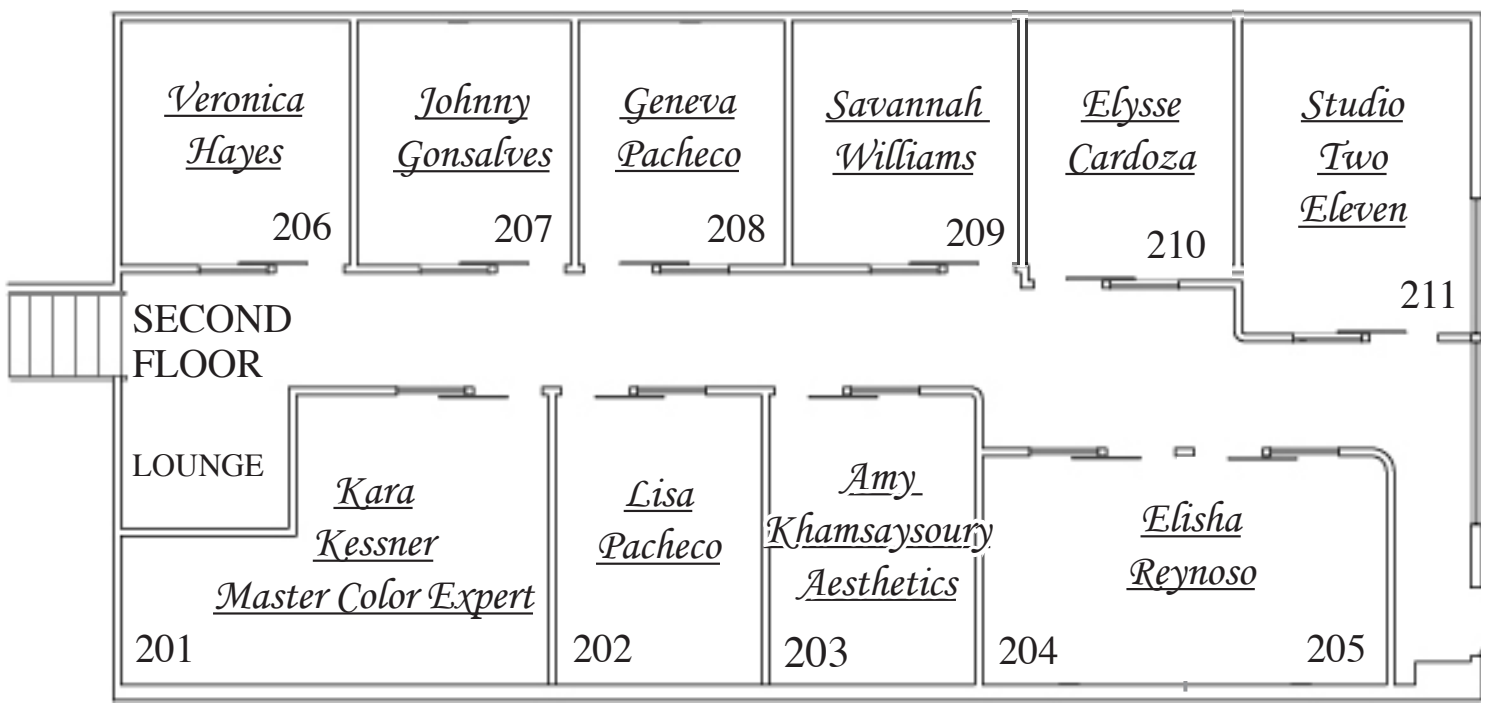 Veronica
Hayes
206
Johnny
Gonsalves
207
Geneva
Pacheco
208
Savannah
Williams
209
Elysse
Cardoza
210
Studio
Two
Eleven
211
SECOND
FLOOR
LOUNGE
Kara
Kessner
Master Color Expert
201
Lisa
Pacheco
202
Amy
Khamsaysoury
Aesthetics
203
Elisha
Reynoso
204
205